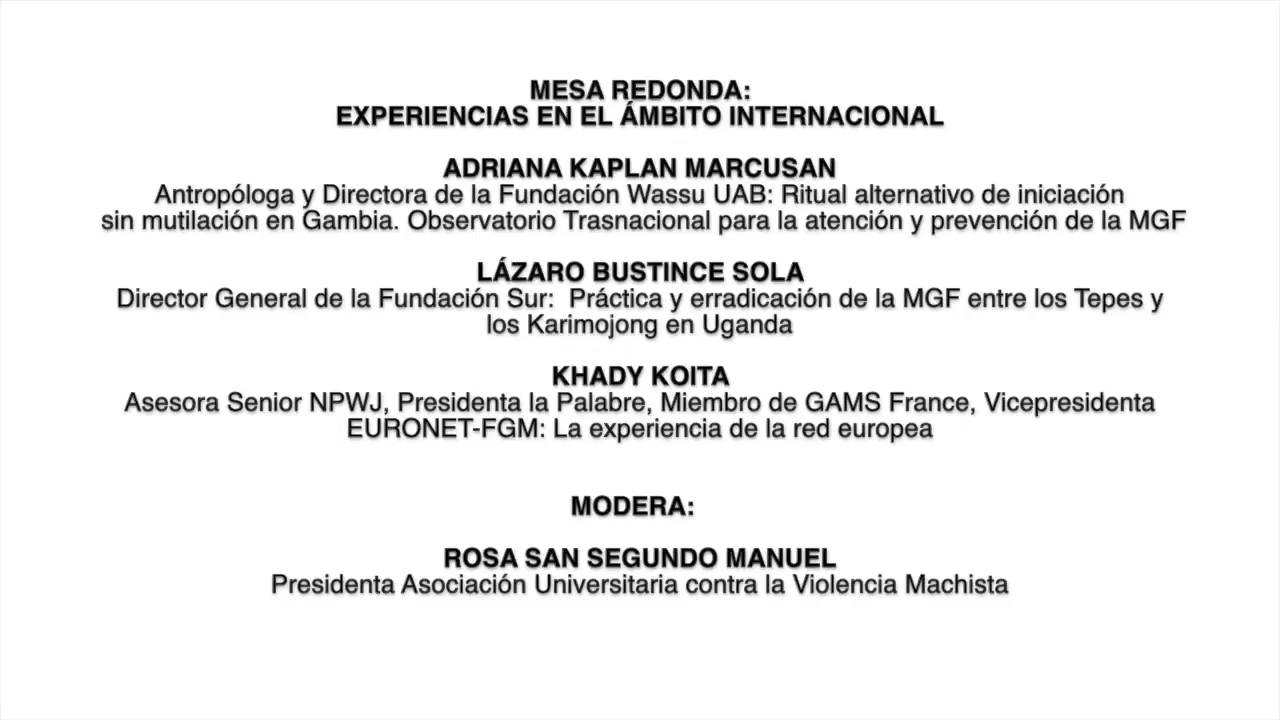 MESA REDONDA:
EXPERIENCIAS EN EL ÁMBITO INTERNACIONAL
ADRIANA KAPLAN MARCUSAN
Antropóloga y Directora de la Fundación Wassu UAB: Ritual alternativo de iniciación
sin mutilación en Gambia. Observatorio Trasnacional para la atención y prevención de la MGF
LÁZARO BUSTINCE SOLA
Director General de la Fundación Sur:  Práctica y erradicación de la MGF entre los Tepes y
los Karimojong en Uganda
KHADY KOITA
Asesora Senior NPWJ, Presidenta la Palabre, Miembro de GAMS France, Vicepresidenta
EURONET-FGM: La experiencia de la red europea
MODERA:
ROSA SAN SEGUNDO MANUEL
Presidenta Asociación Universitaria contra la Violencia Machista